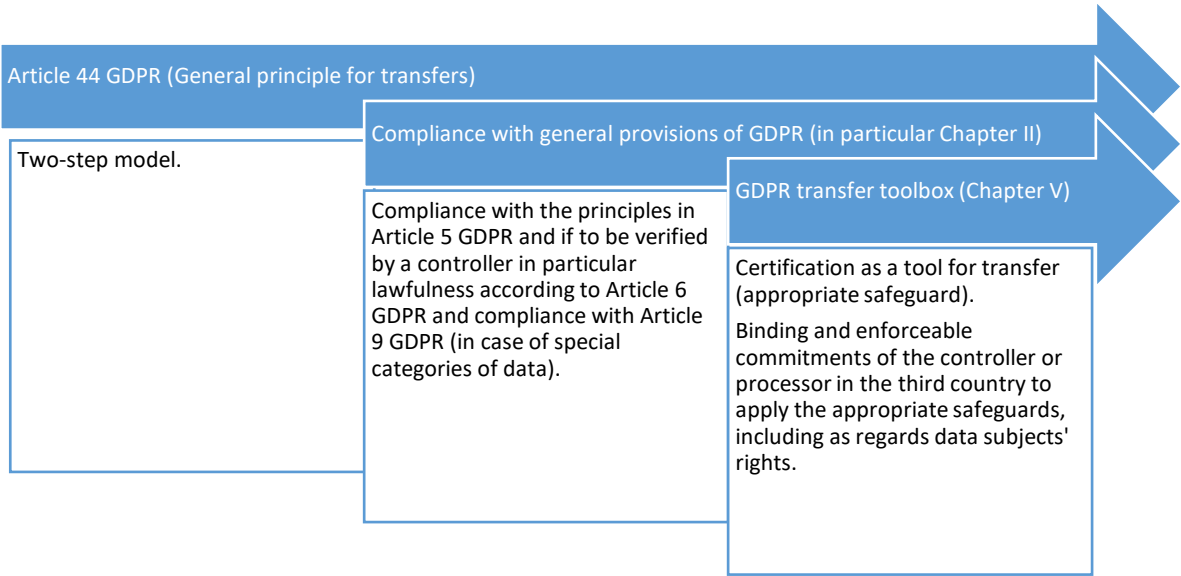 Article 44 GDPR (General principle for transfers)
Two-step model.
Compliance with general provisions of GDPR (in particular Chapter II)
Compliance with the principles in
Article 5 GDPR and if to be verified
by a controller in particular
lawfulness according to Article 6
GDPR and compliance with Article
9 GDPR (in case of special
categories of data).
GDPR transfer toolbox (Chapter V)
Certification as a tool for transfer
(appropriate safeguard).
Binding and enforceable
commitments of the controller or
processor in the third country to
apply the appropriate safeguards,
including as regards data subjects'
rights.